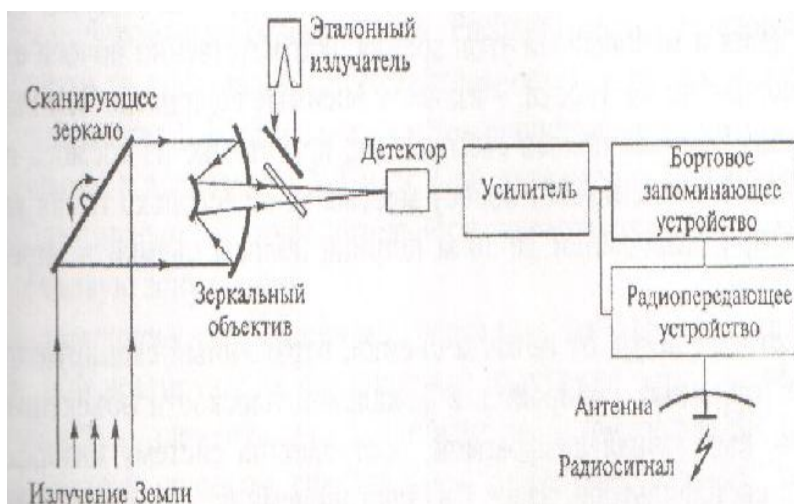 Эталонный
излучатель
Сканирующее
зеркало
Детектор
Усилитель
Бортовое
запоминающее
устройство
Зеркальный
объектив
Радиопередающее
устройство
Антенна
Радиосигнал
Излучение Земли